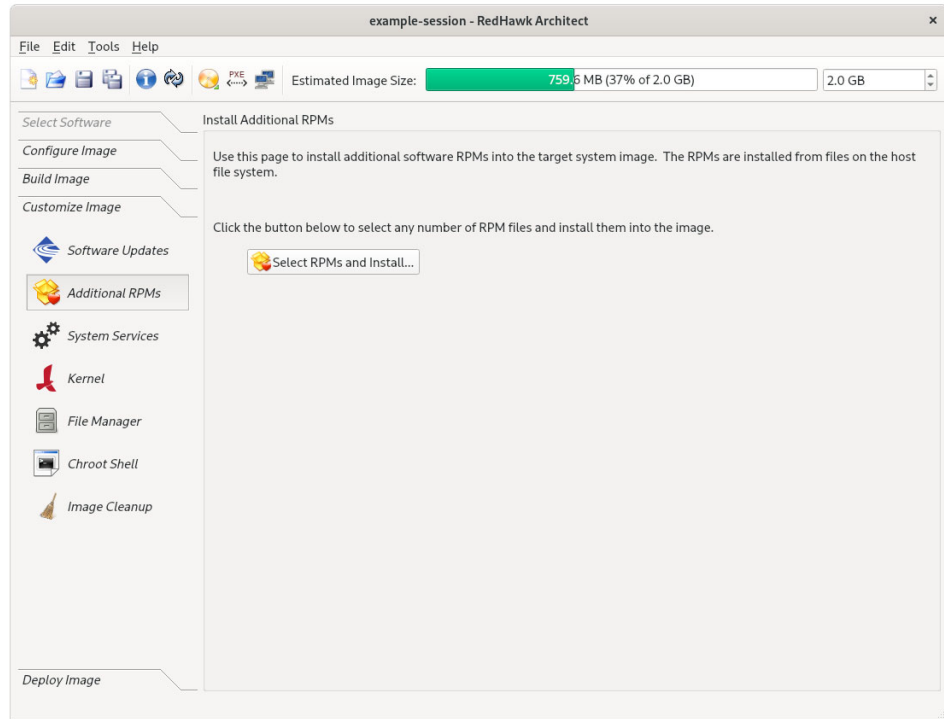 example-session - RedHawk Architect ×
File Edit Tools Help
PXE Estimated Image Size: 759.6 MB (37% of 2.0 GB) 2.0 GB
Select Software
Configure Image
Build Image
Customize Image
Software Updates
Additional RPMs
System Services
Kernel
File Manager
Chroot Shell
Image Cleanup
Deploy Image
Install Additional RPMs
Use this page to install additional software RPMs into the target system image. The RPMs are installed from files on the host
file system.
Click the button below to select any number of RPM files and install them into the image.
Select RPMs and Install...